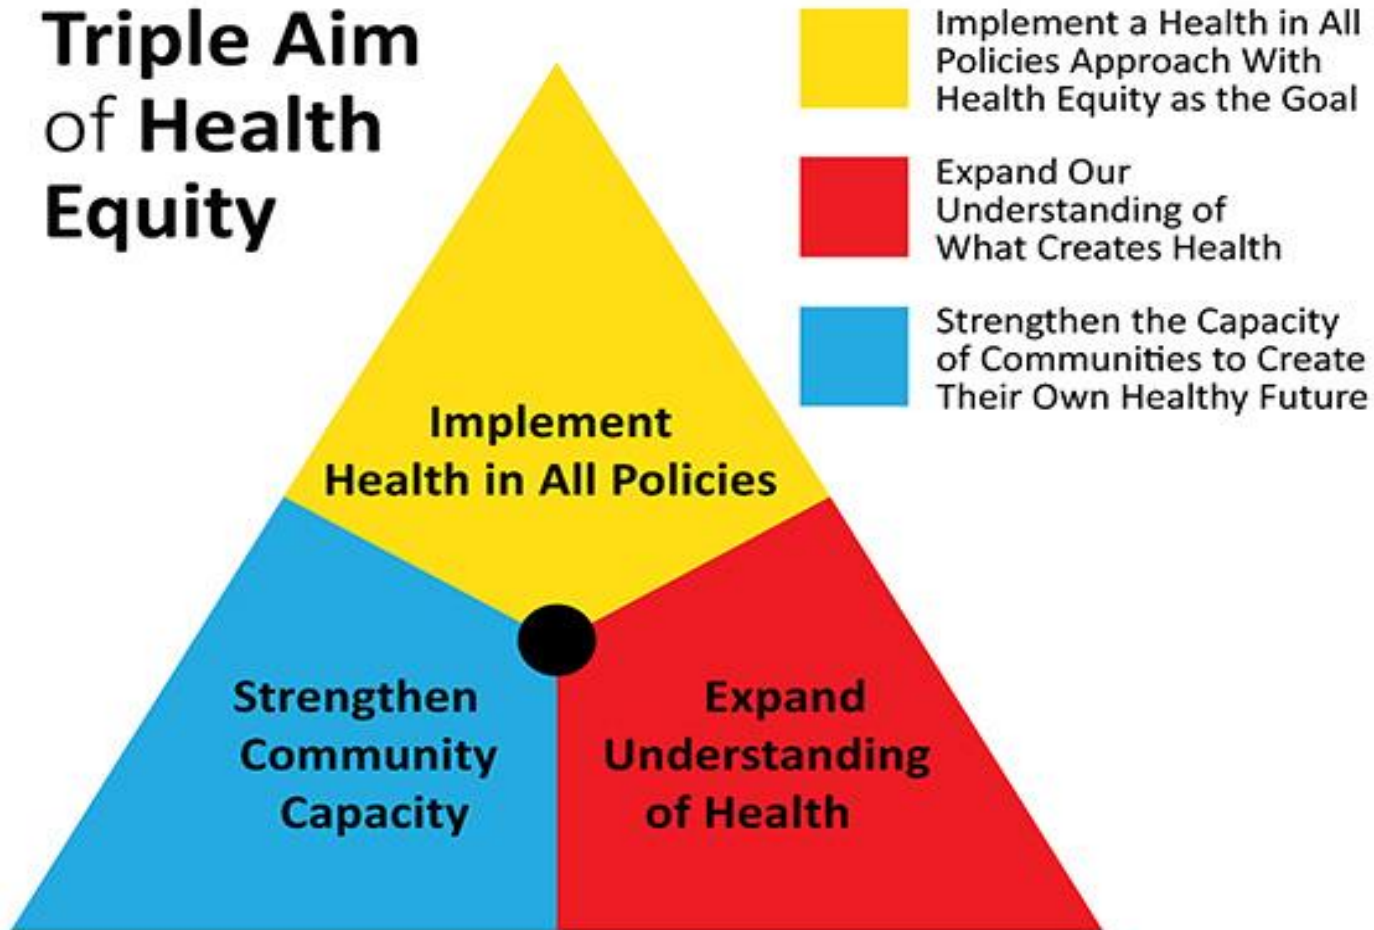 Triple Aim
of Health
Equity
Implement a Health in All
Policies Approach With
Health Equity as the Goal
Expand Our
Understanding of
What Creates Health
Strengthen the Capacity
of Communities to Create
Their Own Healthy Future
Implement
Health in All Policies
Strengthen
Community
Capacity
Expand
Understanding
of Health